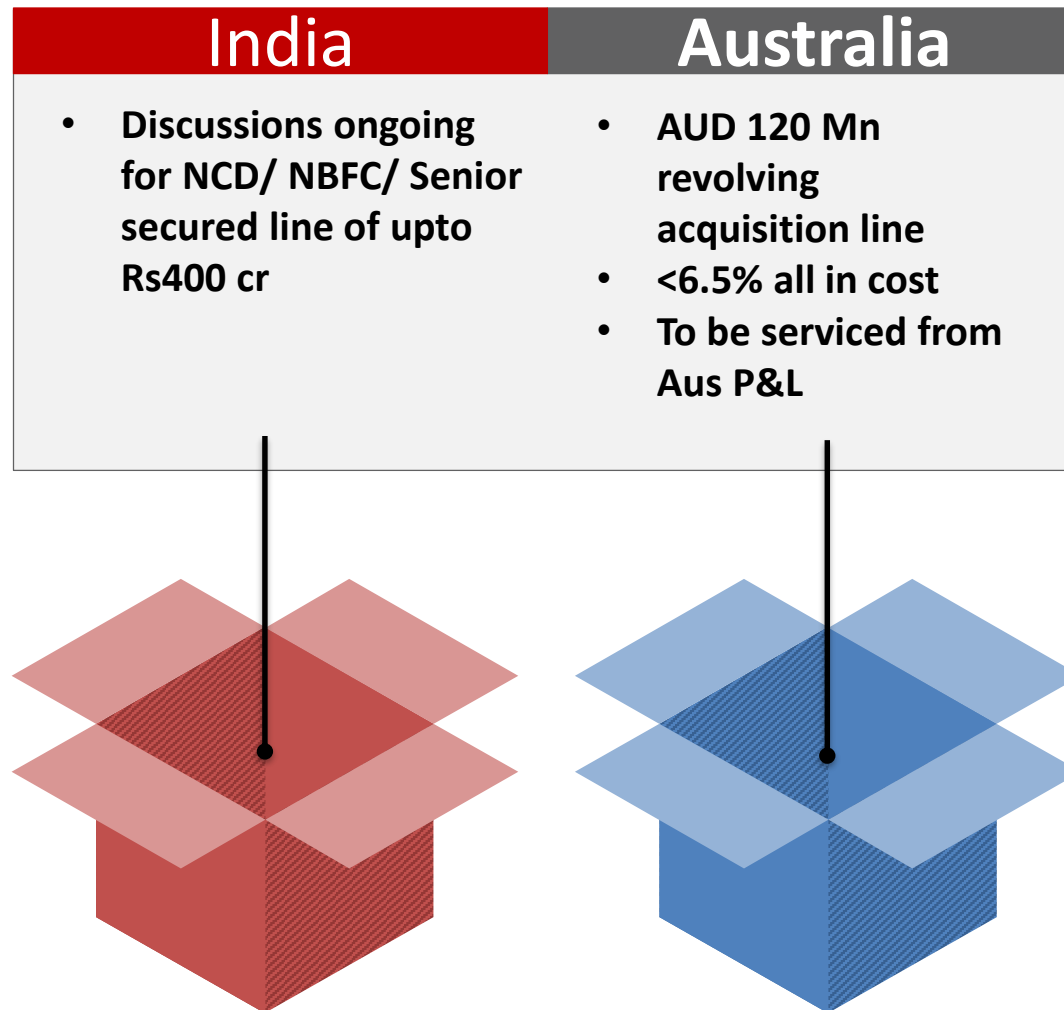 India
• Discussions ongoing
for NCD/ NBFC/ Senior
secured line of upto
Rs400 cr
Australia
• AUD 120 Mn
revolving
acquisition line
• <6.5% all in cost
• To be serviced from
Aus P&L